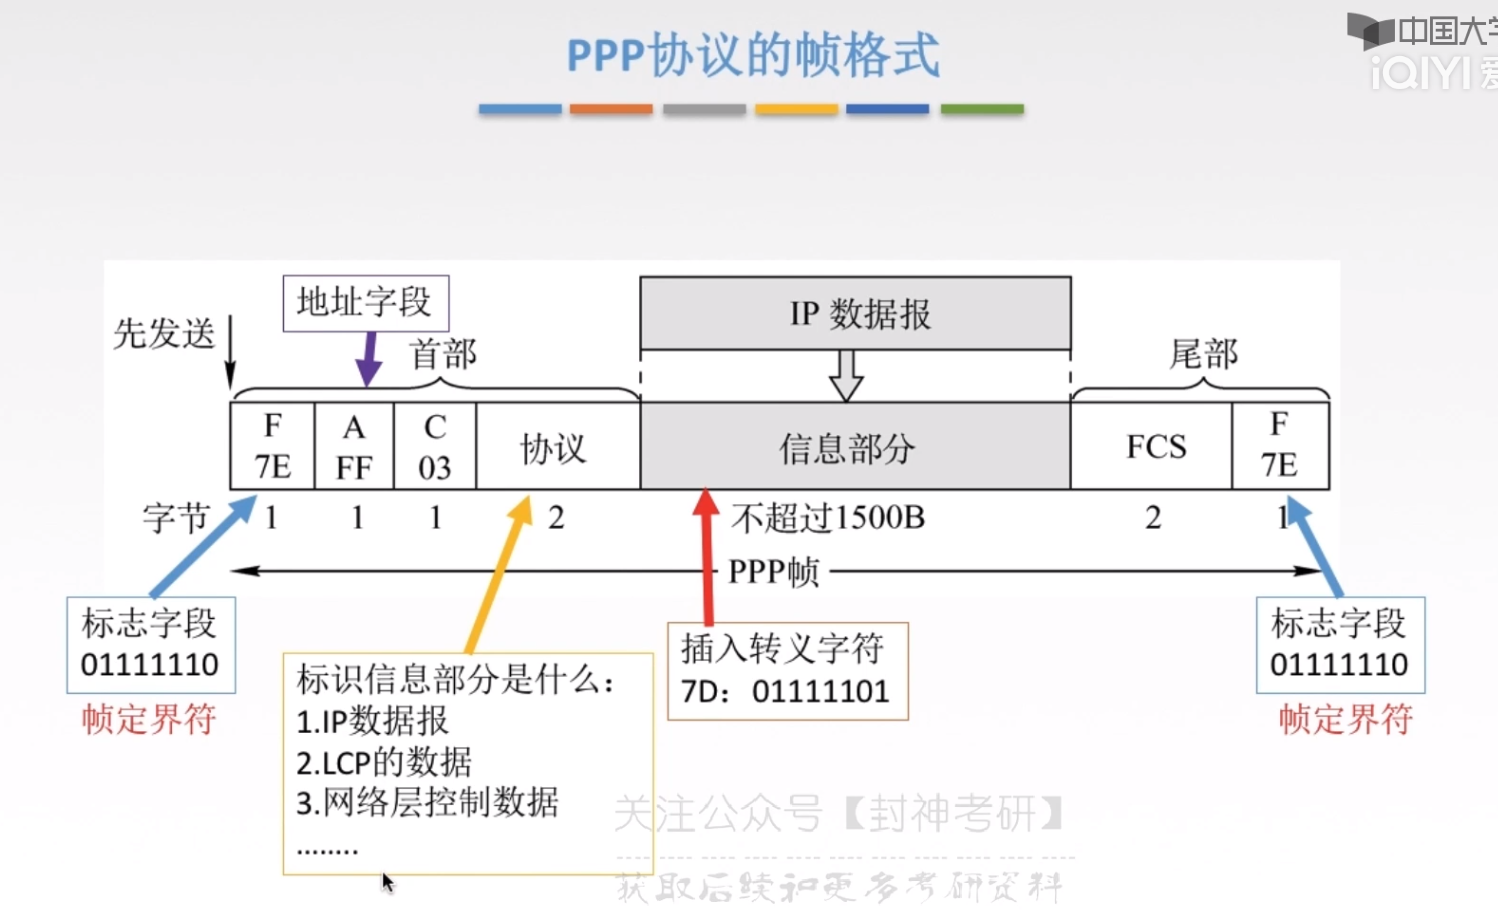 PPP协议的帧格式
中国大学
iQIYI 爱
地址字段
IP 数据报
先发送
首部
尾部
F
7E
A
FF
C
03
协议
信息部分
FCS
F
7E
字节
1
1
1
2
不超过1500B
2
1
PPP帧
标志字段
01111110
帧定界符
标识信息部分是什么:
1.IP数据报
2.LCP的数据
3.网络层控制数据
........
插入转义字符
7D: 01111101
标志字段
01111110
帧定界符
关注公众号【封神考研】
获取后续和更多考研资料